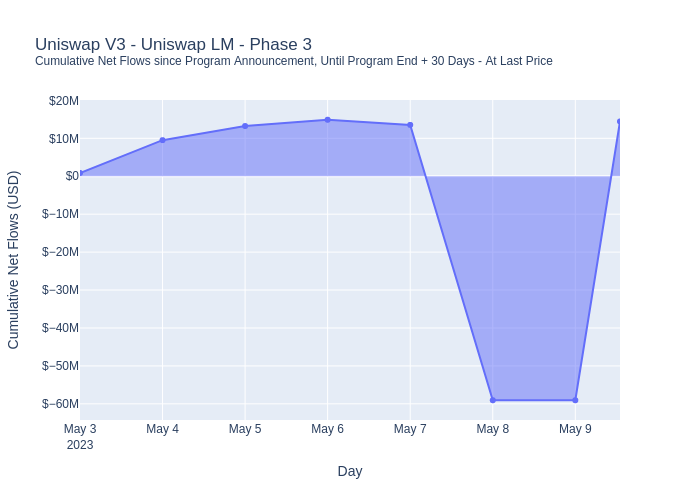 Uniswap V3 - Uniswap LM - Phase 3
Cumulative Net Flows since Program Announcement, Until Program End + 30 Days - At Last Price
Cumulative Net Flows (USD)
$20M
$10M
$0
$−10M
$−20M
$−30M
$−40M
$−50M
$−60M
May 3
2023
May 4
May 5
May 6
May 7
May 8
May 9
Day